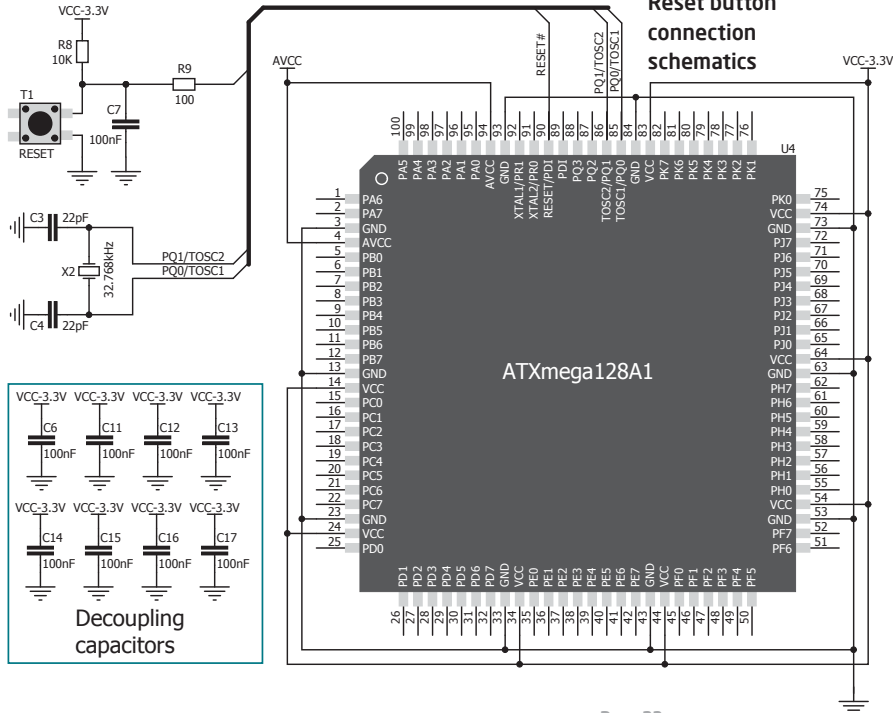 Reset button
connection
schematics
VCC-3.3V
R8
10K
R9
100
T1
RESET
C7
100nF
AVCC
RESET#
PQ1/TOSC2
PQ0/TOSC1
VCC-3.3V
C3
22pF
X2
32.768kHz
C4
22pF
PQ1/TOSC2
PQ0/TOSC1
U4
ATXmega128A1
100 PA5
99 PA4
98 PA3
97 PA2
96 PA1
95 PA0
94 AVCC
93 GND
92 XTAL1/PR1
91 XTAL2/PR0
90 RESET/PDI
89 PDI
88 PQ3
87 PQ2
86 TOSC2/PQ1
85 TOSC1/PQ0
84 GND
83 VCC
82 PK7
81 PK6
80 PK5
79 PK4
78 PK3
77 PK2
76 PK1
1 PA6
2 PA7
3 GND
4 AVCC
5 PB0
6 PB1
7 PB2
8 PB3
9 PB4
10 PB5
11 PB6
12 PB7
13 GND
14 VCC
15 PC0
16 PC1
17 PC2
18 PC3
19 PC4
20 PC5
21 PC6
22 PC7
23 GND
24 VCC
25 PD0
PK0 75
VCC 74
GND 73
PJ7 72
PJ6 71
PJ5 70
PJ4 69
PJ3 68
PJ2 67
PJ1 66
PJ0 65
VCC 64
GND 63
PH7 62
PH6 61
PH5 60
PH4 59
PH3 58
PH2 57
PH1 56
PH0 55
VCC 54
GND 53
PF7 52
PF6 51
PD1 26
PD2 27
PD3 28
PD4 29
PD5 30
PD6 31
PD7 32
GND 33
VCC 34
PE0 35
PE1 36
PE2 37
PE3 38
PE4 39
PE5 40
PE6 41
PE7 42
GND 43
VCC 44
PF0 45
PF1 46
PF2 47
PF3 48
PF4 49
PF5 50
VCC-3.3V VCC-3.3V VCC-3.3V VCC-3.3V
C6 C11 C12 C13
100nF 100nF 100nF 100nF
VCC-3.3V VCC-3.3V VCC-3.3V VCC-3.3V
C14 C15 C16 C17
100nF 100nF 100nF 100nF
Decoupling
capacitors